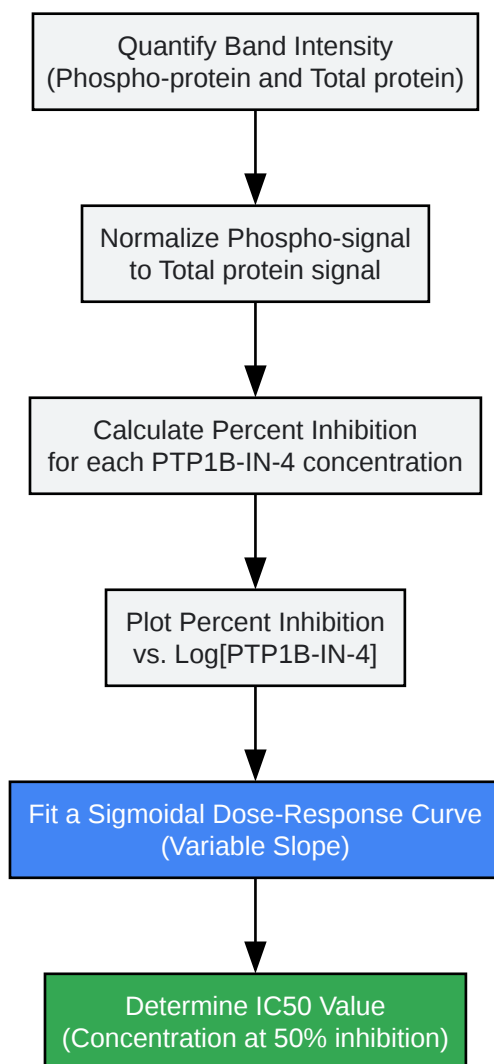 Quantify Band Intensity
(Phospho-protein and Total protein)
Normalize Phospho-signal
to Total protein signal
Calculate Percent Inhibition
for each PTP1B-IN-4 concentration
Plot Percent Inhibition
vs. Log[PTP1B-IN-4]
Fit a Sigmoidal Dose-Response Curve
(Variable Slope)
Determine IC50 Value
(Concentration at 50% inhibition)